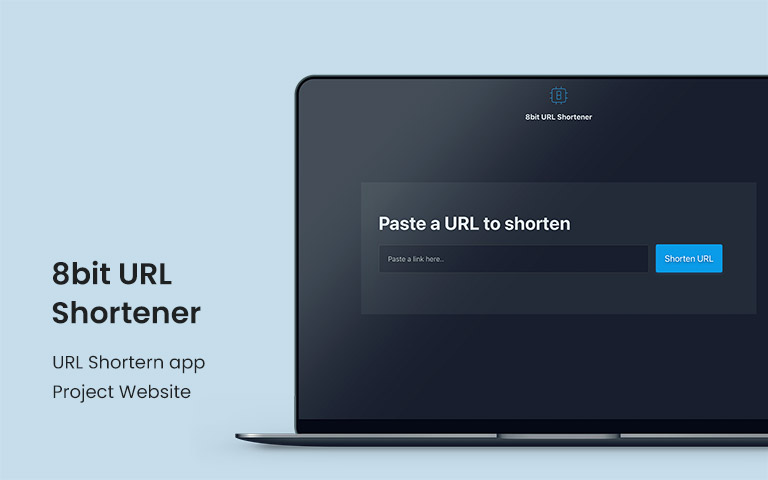 8bit URL Shortener
Paste a URL to shorten
Paste a link here..
Shorten URL
8bit URL
Shortener
URL Shortern app
Project Website